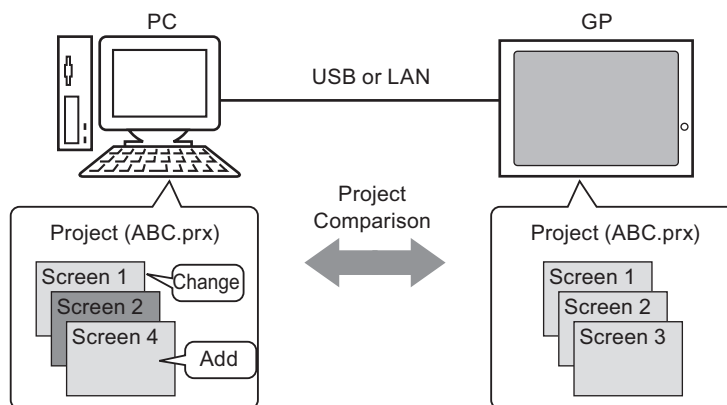 PC
GP
USB or LAN
Project
Comparison
Project (ABC.prx)
Screen 1
Change
Screen 2
Screen 4
Add
Project (ABC.prx)
Screen 1
Screen 2
Screen 3